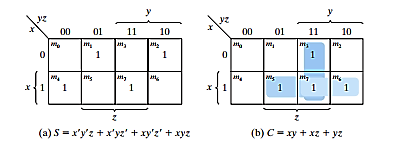 y
y
x yz 00 01 11 10
x yz 00 01 11 10
0 m₀ m₁ 1 m₃ m₂ 1
0 m₀ m₁ m₃ 1 m₂
x 1 m₄ 1 m₅ m₇ 1 m₆
x 1 m₄ m₅ 1 m₇ 1 m₆ 1
z
z
(a) S = x′y′z + x′yz′ + xy′z′ + xyz
(b) C = xy + xz + yz